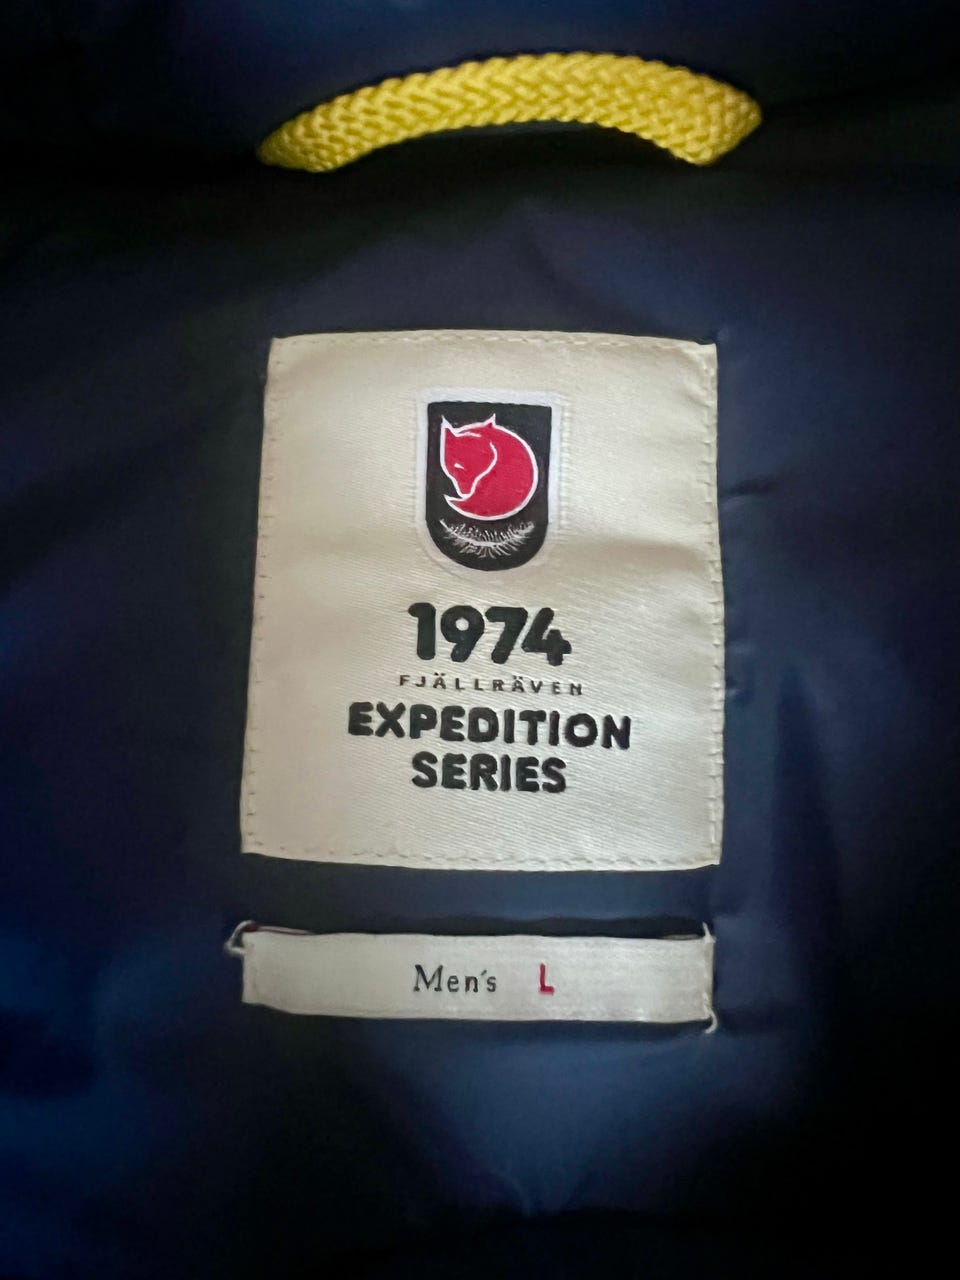 1974
FJÄLLRÄVEN
EXPEDITION
SERIES
Men's L